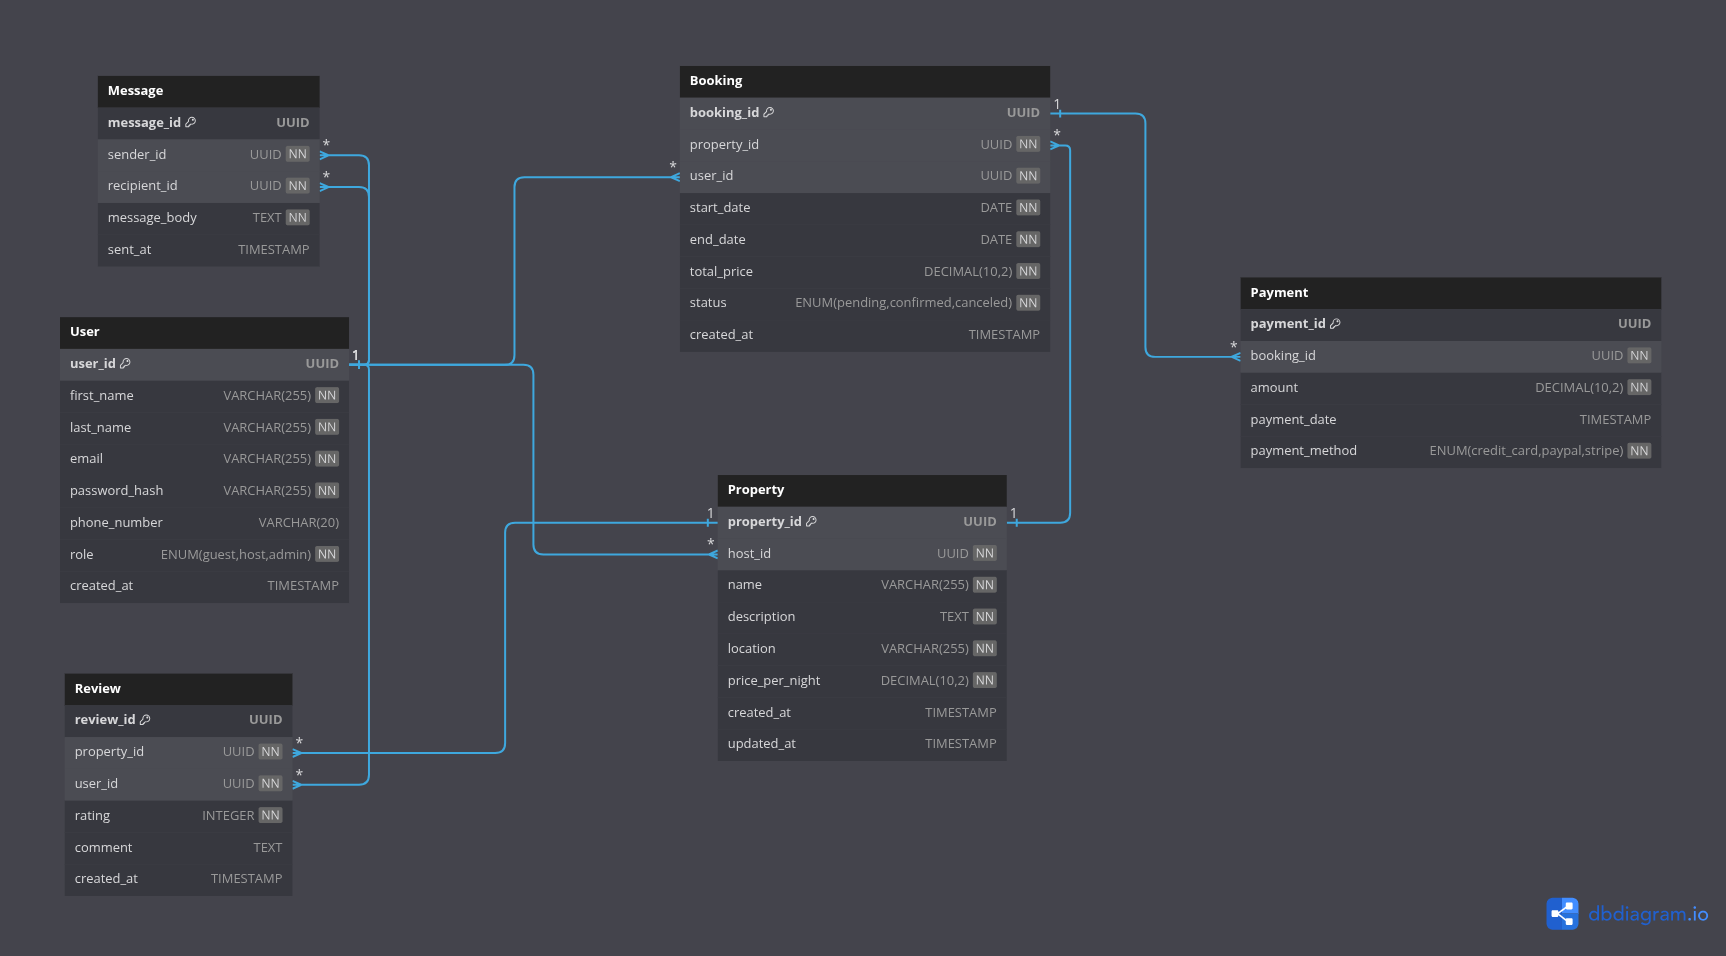 Message
message_id UUID
sender_id UUID NN
recipient_id UUID NN
message_body TEXT NN
sent_at TIMESTAMP
*
*
User
user_id UUID
first_name VARCHAR(255) NN
last_name VARCHAR(255) NN
email VARCHAR(255) NN
password_hash VARCHAR(255) NN
phone_number VARCHAR(20)
role ENUM(guest,host,admin) NN
created_at TIMESTAMP
1
Review
review_id UUID
property_id UUID NN
user_id UUID NN
rating INTEGER NN
comment TEXT
created_at TIMESTAMP
*
*
Booking
booking_id UUID
property_id UUID NN
user_id UUID NN
start_date DATE NN
end_date DATE NN
total_price DECIMAL(10,2) NN
status ENUM(pending,confirmed,canceled) NN
created_at TIMESTAMP
1
*
*
Property
property_id UUID
host_id UUID NN
name VARCHAR(255) NN
description TEXT NN
location VARCHAR(255) NN
price_per_night DECIMAL(10,2) NN
created_at TIMESTAMP
updated_at TIMESTAMP
1
1
*
Payment
payment_id UUID
booking_id UUID NN
amount DECIMAL(10,2) NN
payment_date TIMESTAMP
payment_method ENUM(credit_card,paypal,stripe) NN
*
dbdiagram.io